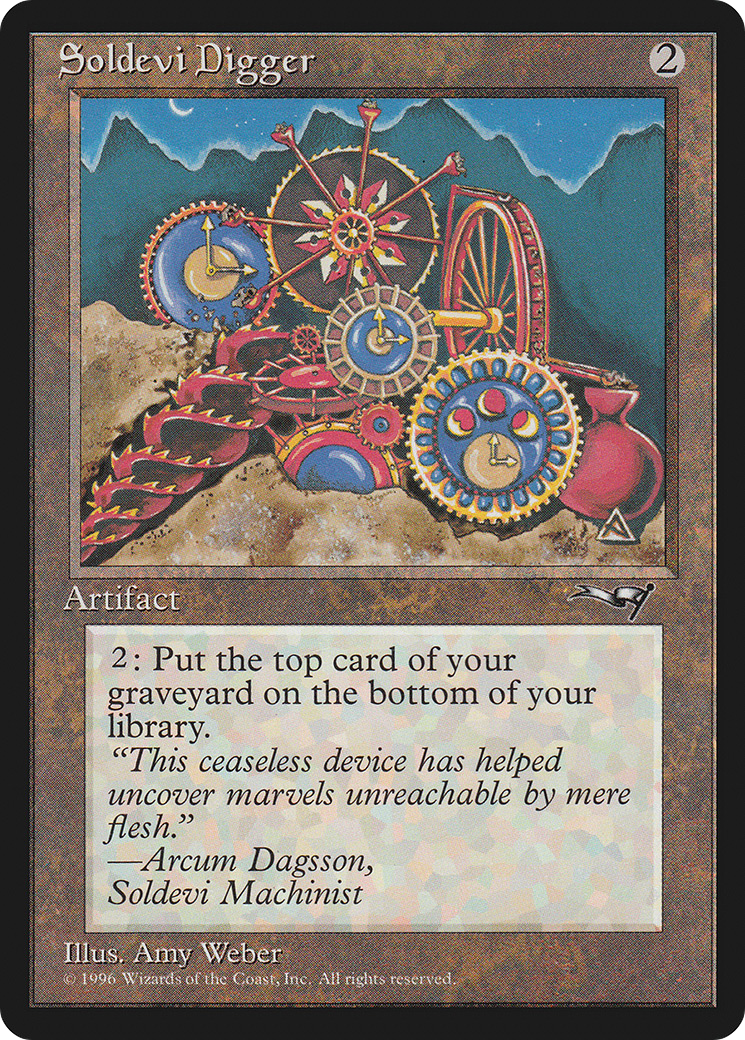 Soldevi Digger 2
Artifact
2: Put the top card of your
graveyard on the bottom of your
library.
“This ceaseless device has helped
uncover marvels unreachable by mere
flesh.”
—Arcum Dagsson,
Soldevi Machinist
Illus. Amy Weber
© 1996 Wizards of the Coast, Inc. All rights reserved.